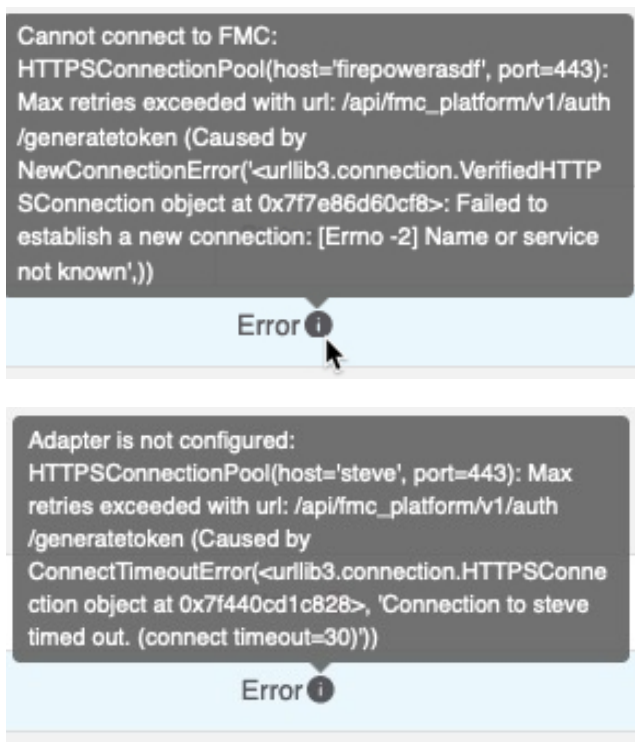 Cannot connect to FMC:
HTTPSConnectionPool(host='firepowerasdf', port=443):
Max retries exceeded with url: /api/fmc_platform/v1/auth
/generatetoken (Caused by
NewConnectionError('<urllib3.connection.VerifiedHTTP
SConnection object at 0x7f7e86d60cf8>: Failed to
establish a new connection: [Errno -2] Name or service
not known',))
Error
Adapter is not configured:
HTTPSConnectionPool(host='steve', port=443): Max
retries exceeded with url: /api/fmc_platform/v1/auth
/generatetoken (Caused by
ConnectTimeoutError(<urllib3.connection.HTTPSConne
ction object at 0x7f440cd1c828>, 'Connection to steve
timed out. (connect timeout=30)'))
Error